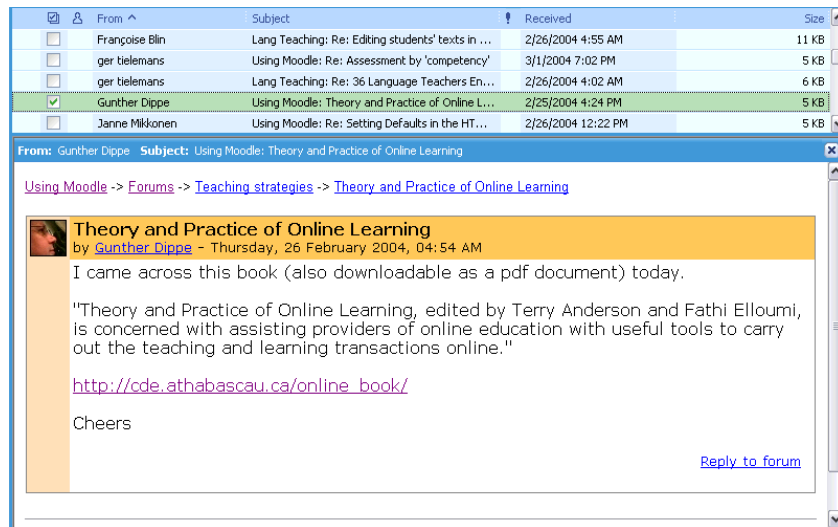 From ^ Subject ! Received Size
Françoise Blin Lang Teaching: Re: Editing students' texts in ... 2/26/2004 4:55 AM 11 KB
ger tielemans Using Moodle: Re: Assessment by 'competency' 3/1/2004 7:02 PM 5 KB
ger tielemans Lang Teaching: Re: 36 Language Teachers En... 2/26/2004 4:02 AM 6 KB
Gunther Dippe Using Moodle: Theory and Practice of Online L... 2/25/2004 4:24 PM 5 KB
Janne Mikkonen Using Moodle: Re: Setting Defaults in the HT... 2/26/2004 12:22 PM 5 KB
From: Gunther Dippe Subject: Using Moodle: Theory and Practice of Online Learning
Using Moodle -> Forums -> Teaching strategies -> Theory and Practice of Online Learning
Theory and Practice of Online Learning
by Gunther Dippe - Thursday, 26 February 2004, 04:54 AM
I came across this book (also downloadable as a pdf document) today.
"Theory and Practice of Online Learning, edited by Terry Anderson and Fathi Elloumi,
is concerned with assisting providers of online education with useful tools to carry
out the teaching and learning transactions online."
http://cde.athabascau.ca/online_book/
Cheers
Reply to forum